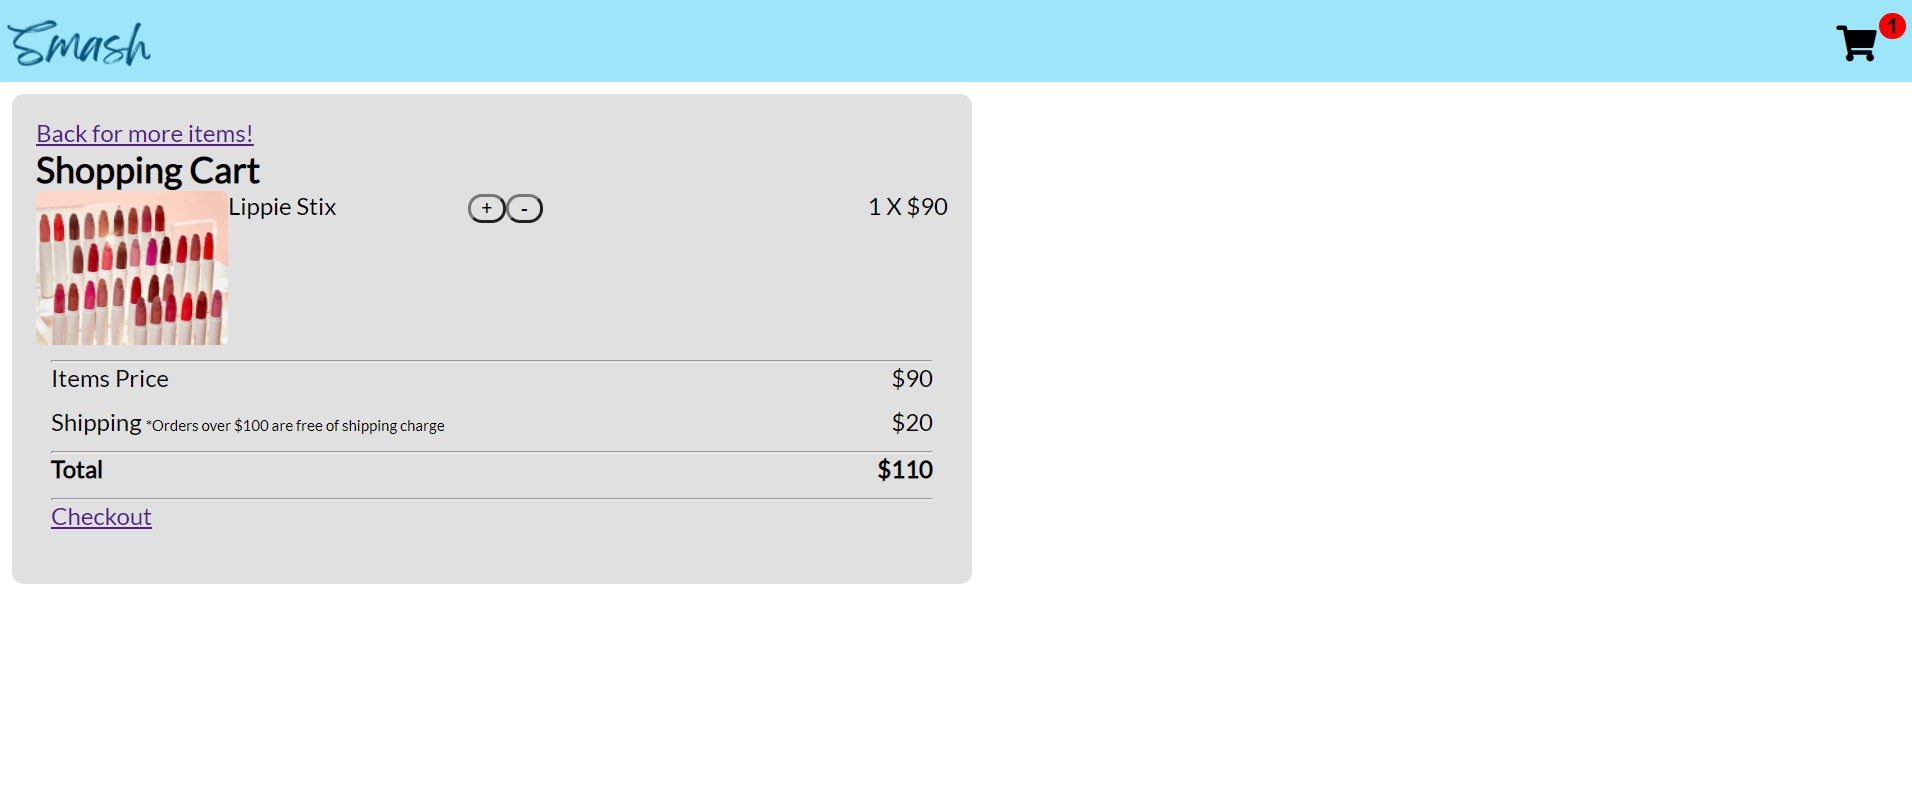 Smash
1
Back for more items!
Shopping Cart
Lippie Stix + - 1 X $90
Items Price $90
Shipping *Orders over $100 are free of shipping charge $20
Total $110
Checkout